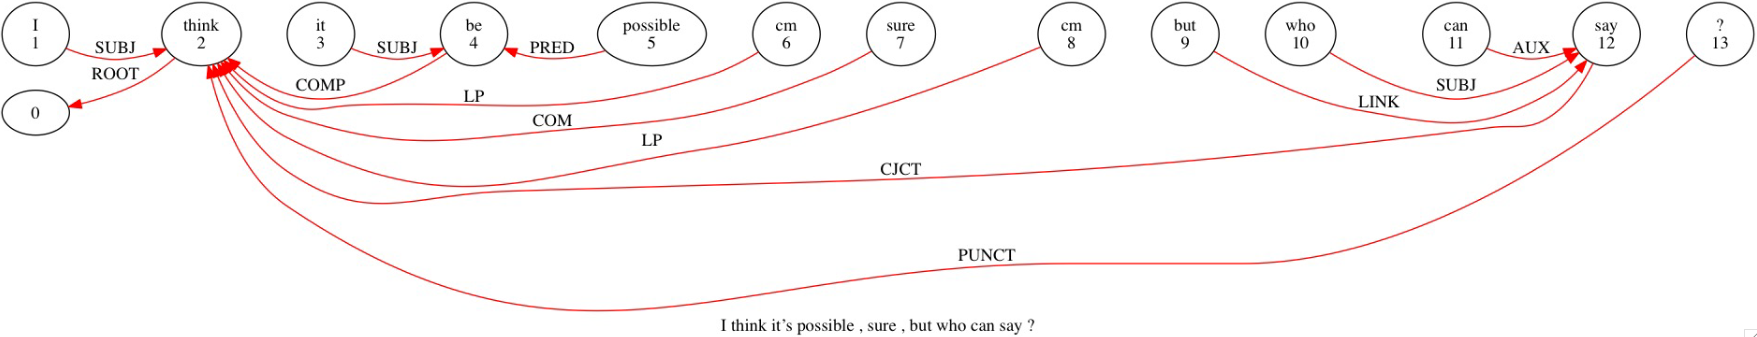 I think it be possible cm sure cm but who can say ?
1 2 3 4 5 6 7 8 9 10 11 12 13
SUBJ SUBJ PRED AUX
ROOT
COMP SUBJ
LP LINK
0
COM
LP
CJCT
PUNCT
I think it’s possible , sure , but who can say ?